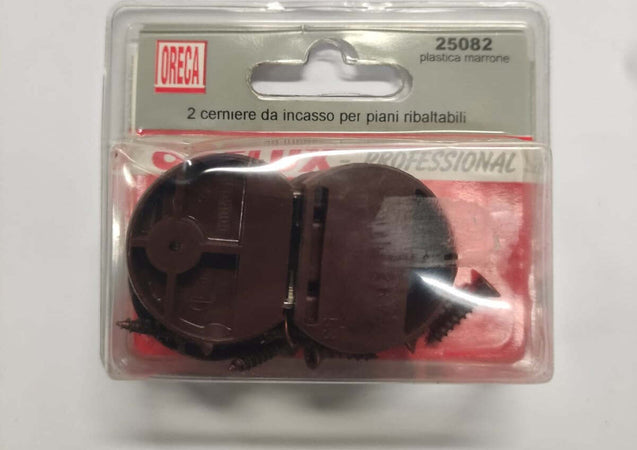 ORECA
25082
plastica marrone
2 cerniere da incasso per piani ribaltabili
PROFESSIONAL